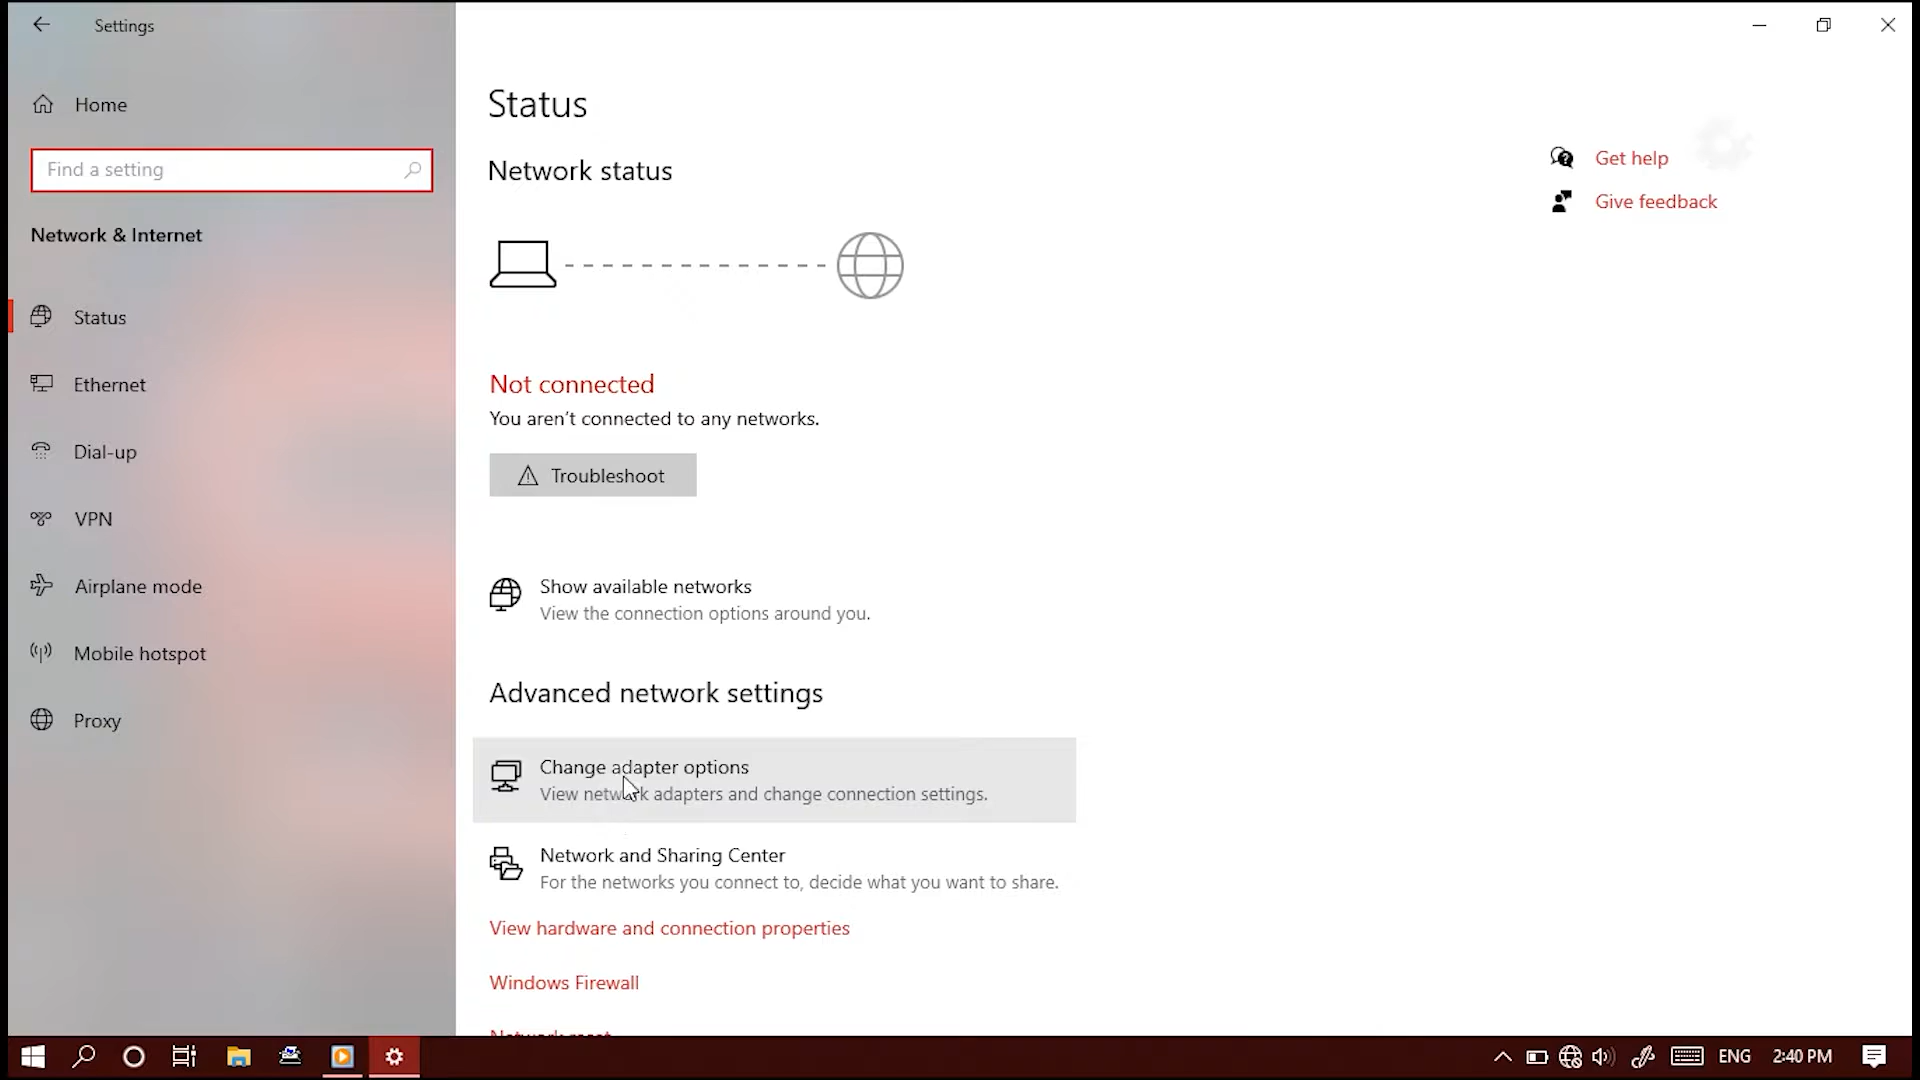 Settings
Home
Find a setting
Network & Internet
Status
Ethernet
Dial-up
VPN
Airplane mode
Mobile hotspot
Proxy
Status
Network status
Not connected
You aren't connected to any networks.
Troubleshoot
Show available networks
View the connection options around you.
Advanced network settings
Change adapter options
View network adapters and change connection settings.
Network and Sharing Center
For the networks you connect to, decide what you want to share.
View hardware and connection properties
Windows Firewall
Network reset
Get help
Give feedback
ENG
2:40 PM